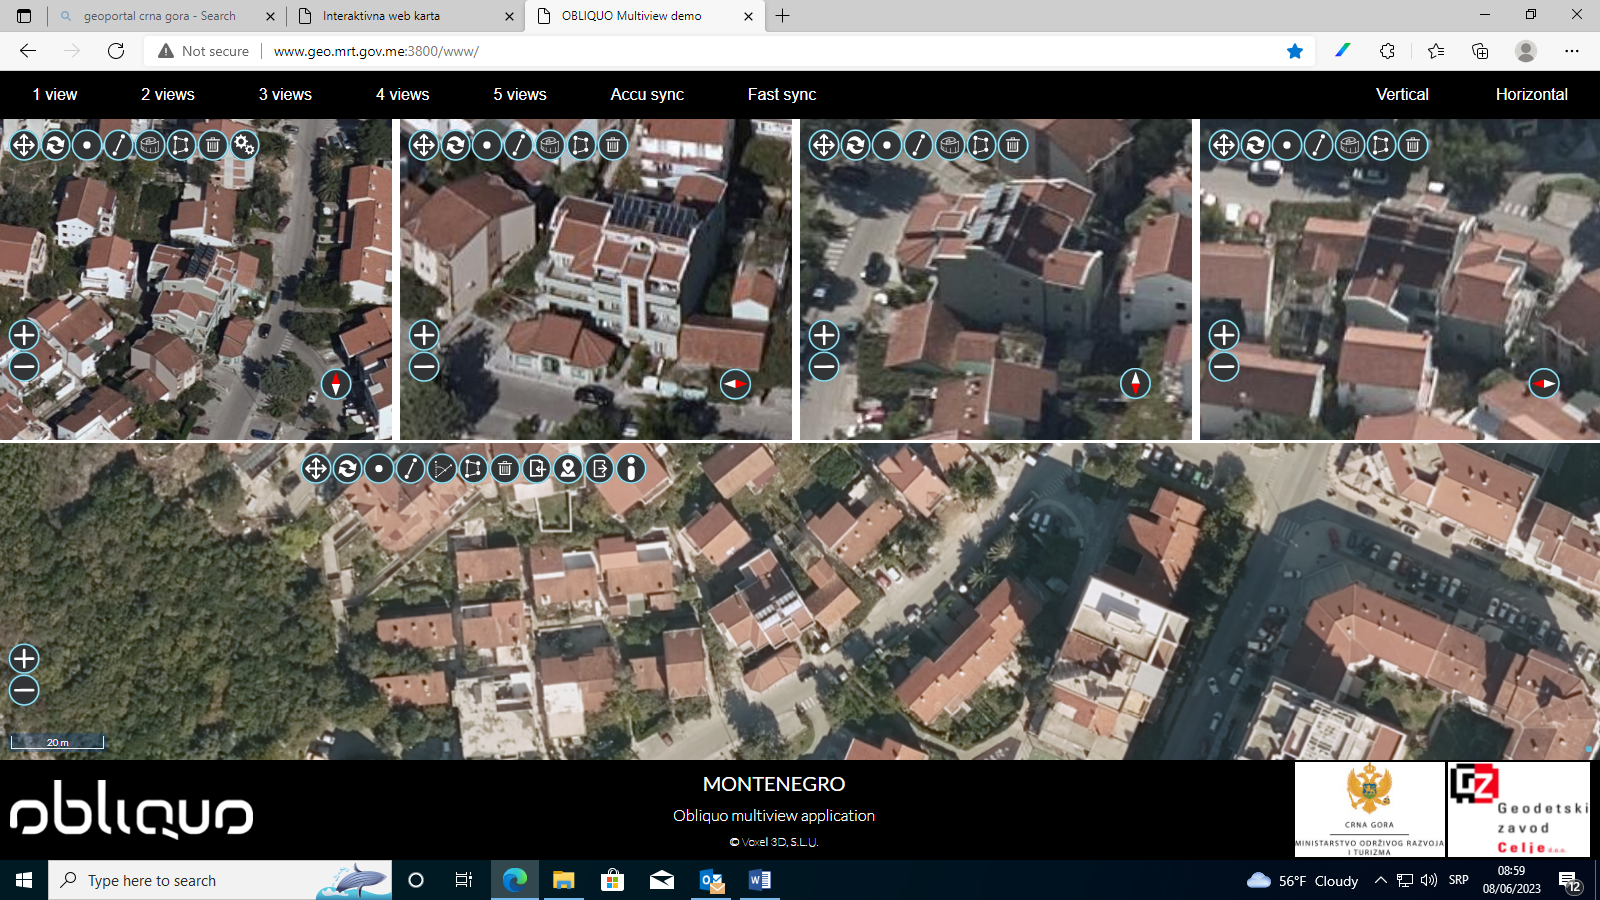 geoportal crna gora - Search
Interaktivna web karta
OBLIQUO Multiview demo
Not secure
www.geo.mrt.gov.me:3800/www/
1 view
2 views
3 views
4 views
5 views
Accu sync
Fast sync
Vertical
Horizontal
20 m
obliquo
MONTENEGRO
Obliquo multiview application
© Voxel 3D, S.L.U.
CRNA GORA
MINISTARSTVO ODRŽIVOG RAZVOJA
I TURIZMA
GZ
Geodetski
zavod
Celje d.o.o.
Type here to search
56°F Cloudy
SRP
08:59
08/06/2023
12